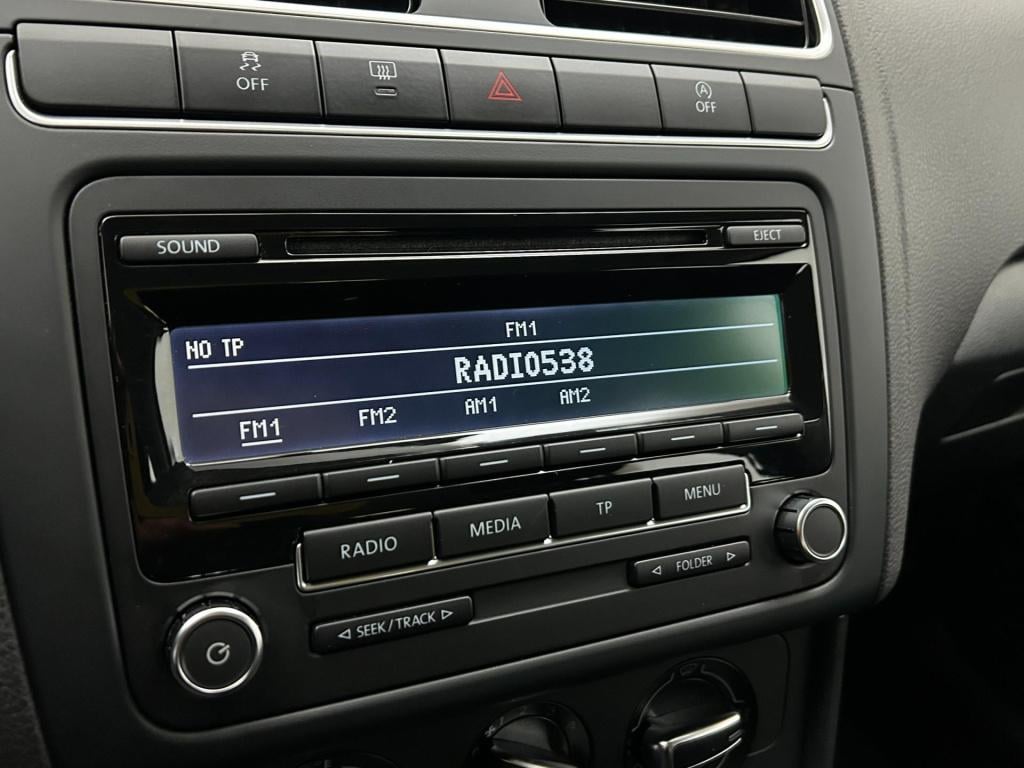 OFF
A
OFF
SOUND
EJECT
NO TP
FM1
RADIO538
FM1 FM2 AM1 AM2
RADIO MEDIA TP MENU
SEEK/TRACK
FOLDER